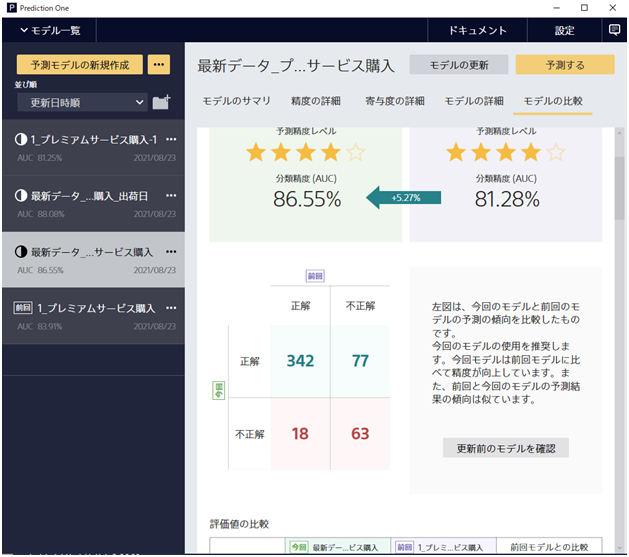 Prediction One
モデル一覧
ドキュメント
設定
予測モデルの新規作成
並び順
更新日時順
1_プレミアムサービス購入-1
AUC 81.25%
2021/08/23
最新データ_...購入_出荷日
AUC 88.08%
2021/08/23
最新データ_...サービス購入
AUC 86.55%
2021/08/23
前回 1_プレミアムサービス購入
AUC 83.91%
2021/08/23
最新データ_プ...サービス購入
モデルの更新
予測する
モデルのサマリ
精度の詳細
寄与度の詳細
モデルの詳細
モデルの比較
予測精度レベル
分類精度 (AUC)
86.55%
+5.27%
予測精度レベル
分類精度 (AUC)
81.28%
前回
正解
不正解
今回
正解
342
77
不正解
18
63
左図は、今回のモデルと前回のモ
デルの予測の傾向を比較したもの
です。
今回のモデルの使用を推奨しま
す。今回モデルは前回モデルに比
べて精度が向上しています。ま
た、前回と今回のモデルの予測結
果の傾向は似ています。
更新前のモデルを確認
評価値の比較
今回 最新デー...ビス購入
前回 1_プレミ...ービス購入
前回モデルとの比較